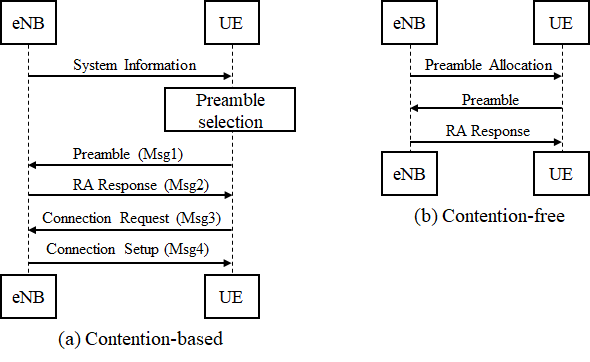 eNB
UE
System Information
Preamble
selection
Preamble (Msg1)
RA Response (Msg2)
Connection Request (Msg3)
Connection Setup (Msg4)
eNB
UE
(a) Contention-based
eNB
UE
Preamble Allocation
Preamble
RA Response
eNB
UE
(b) Contention-free